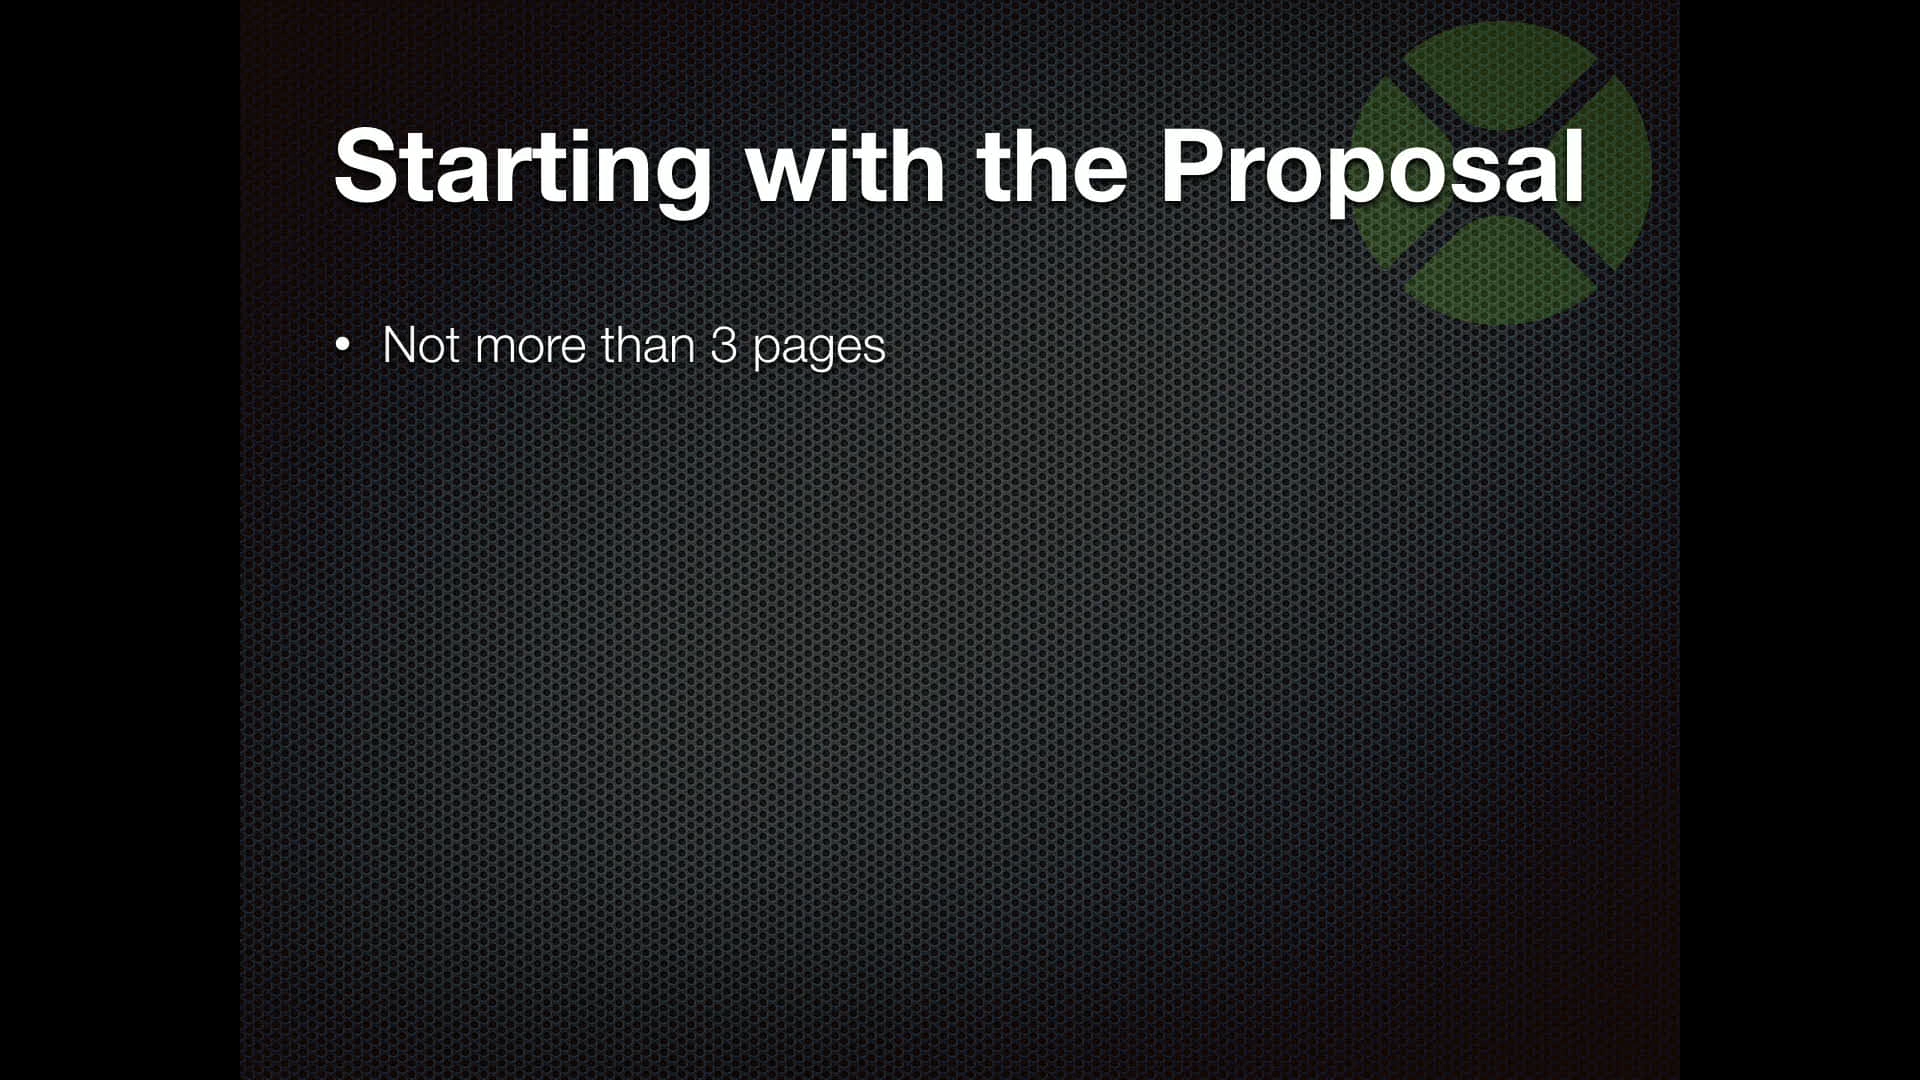 Starting with the Proposal
• Not more than 3 pages